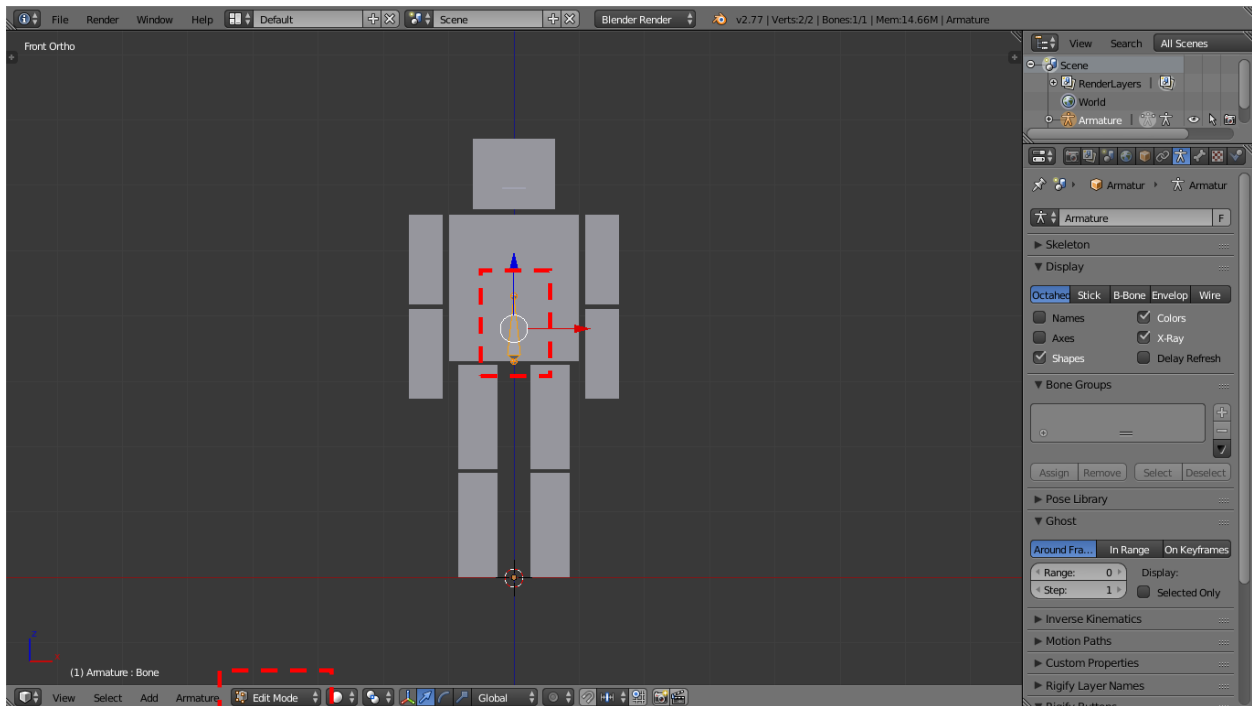 File Render Window Help Default Scene Blender Render v2.77 | Verts:2/2 | Bones:1/1 | Mem:14.66M | Armature
Front Ortho
View Search All Scenes
Scene
RenderLayers |
World
Armature |
Armatur Armatur
Armature F
Skeleton
Display
Octahed Stick B-Bone Envelop Wire
Names Colors
Axes X-Ray
Shapes Delay Refresh
Bone Groups
Assign Remove Select Deselect
Pose Library
Ghost
Around Fra... In Range On Keyframes
Range: 0 Display:
Step: 1 Selected Only
Inverse Kinematics
Motion Paths
Custom Properties
Rigify Layer Names
Rigify Buttons
z
(1) Armature : Bone
View Select Add Armature Edit Mode Global